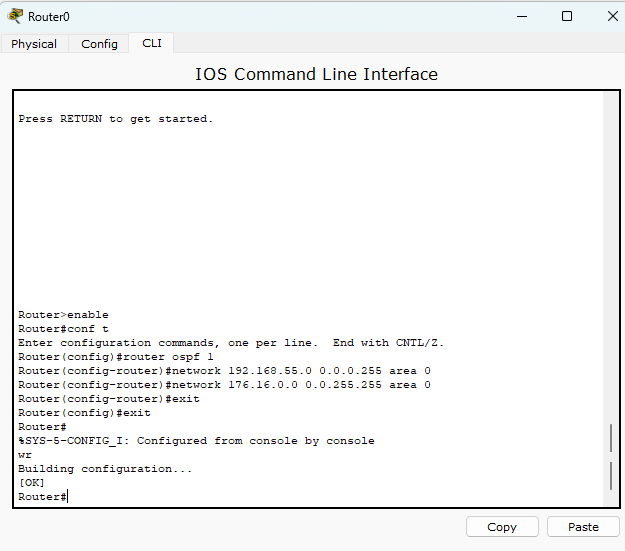 Router0
Physical Config CLI
IOS Command Line Interface
Press RETURN to get started.
Router>enable
Router#conf t
Enter configuration commands, one per line.  End with CNTL/Z.
Router(config)#router ospf 1
Router(config-router)#network 192.168.55.0 0.0.0.255 area 0
Router(config-router)#network 176.16.0.0 0.0.255.255 area 0
Router(config-router)#exit
Router(config)#exit
Router#
%SYS-5-CONFIG_I: Configured from console by console
wr
Building configuration...
[OK]
Router#
Copy Paste